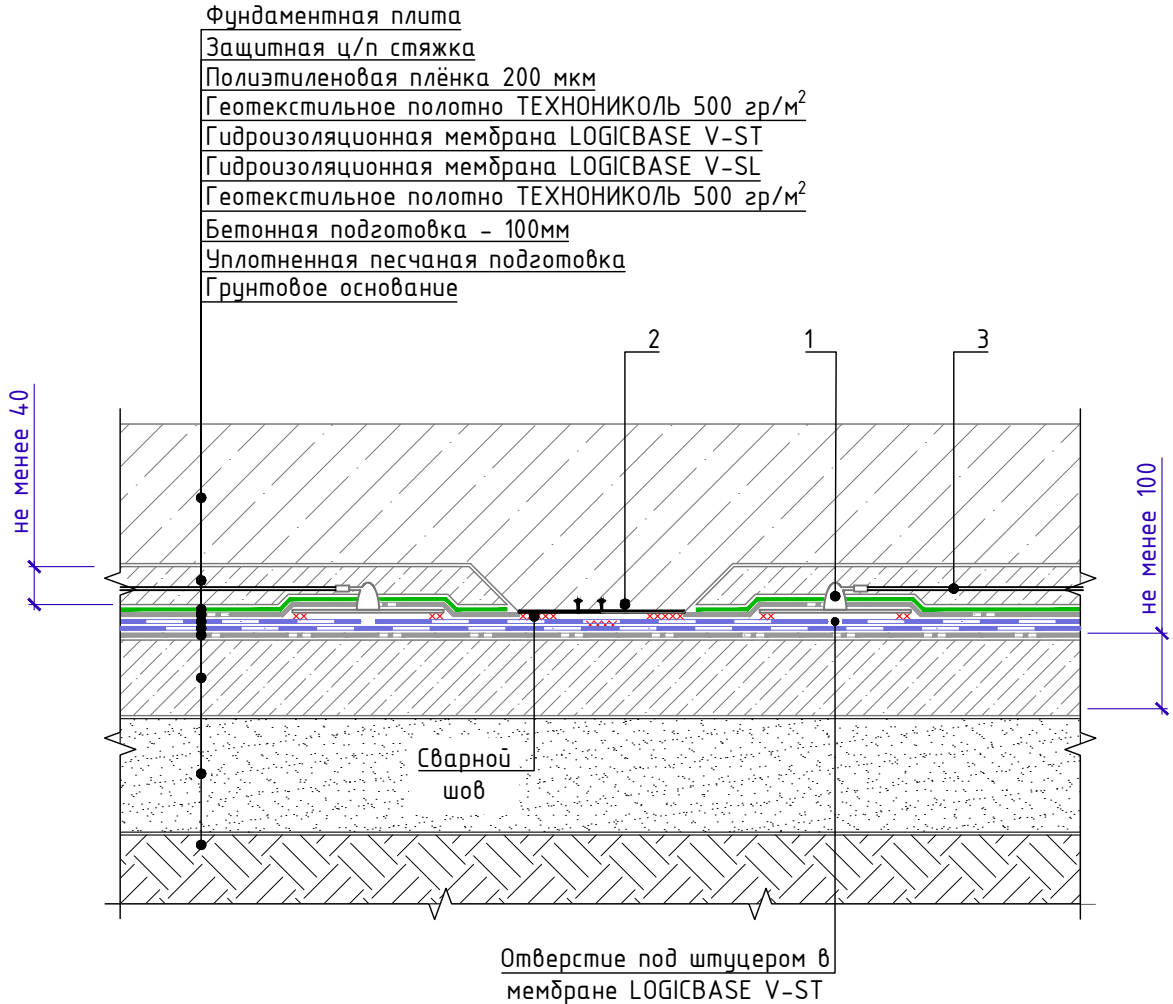 Фундаментная плита
Защитная ц/п стяжка
Полиэтиленовая плёнка 200 мкм
Геотекстильное полотно ТЕХНОНИКОЛЬ 500 гр/м²
Гидроизоляционная мембрана LOGICBASE V-ST
Гидроизоляционная мембрана LOGICBASE V-SL
Геотекстильное полотно ТЕХНОНИКОЛЬ 500 гр/м²
Бетонная подготовка - 100мм
Уплотненная песчаная подготовка
Грунтовое основание
2
1
3
не менее 40
не менее 100
Сварной
шов
Отверстие под штуцером в
мембране LOGICBASE V-ST